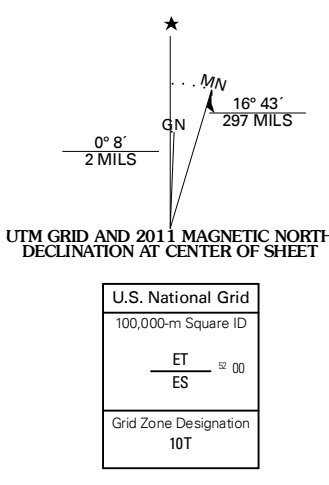 MN
16° 43´
297 MILS
GN
0° 8´
2 MILS
UTM GRID AND 2011 MAGNETIC NORTH
DECLINATION AT CENTER OF SHEET
U.S. National Grid
100,000-m Square ID
ET
52 00
ES
Grid Zone Designation
10T